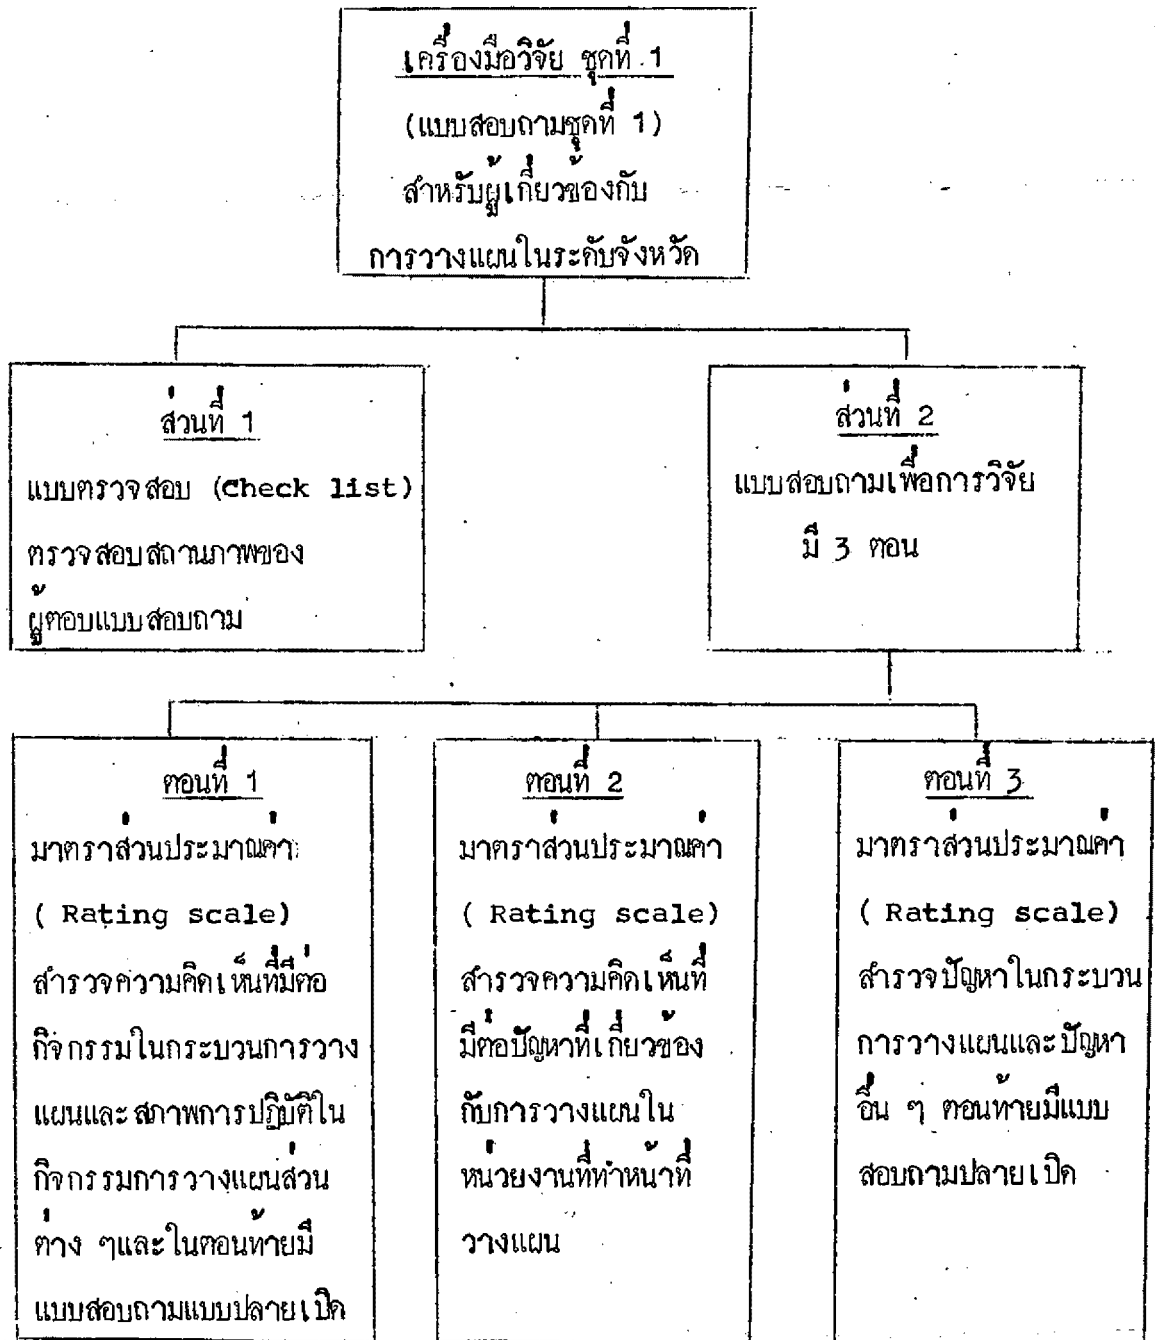 เครื่องมือวิจัย ชุดที่ 1
(แบบสอบถามชุดที่ 1)
สำหรับผู้เกี่ยวข้องกับ
การวางแผนในระดับจังหวัด
ส่วนที่ 1
แบบตรวจสอบ (Check list)
ตรวจสอบสถานภาพของ
ผู้ตอบแบบสอบถาม
ส่วนที่ 2
แบบสอบถามเพื่อการวิจัย
มี 3 ตอน
ตอนที่ 1
มาตราส่วนประมาณค่า
( Rating scale)
สำรวจความคิดเห็นที่มีต่อ
กิจกรรมในกระบวนการวาง
แผนและสภาพการปฏิบัติใน
กิจกรรมการวางแผนส่วน
ต่าง ๆและในตอนท้ายมี
แบบสอบถามแบบปลายเปิด
ตอนที่ 2
มาตราส่วนประมาณค่า
( Rating scale)
สำรวจความคิดเห็นที่
มีต่อปัญหาที่เกี่ยวข้อง
กับการวางแผนใน
หน่วยงานที่ทำหน้าที่
วางแผน
ตอนที่ 3
มาตราส่วนประมาณค่า
( Rating scale)
สำรวจปัญหาในกระบวน
การวางแผนและปัญหา
อื่น ๆ ตอนท้ายมีแบบ
สอบถามปลายเปิด